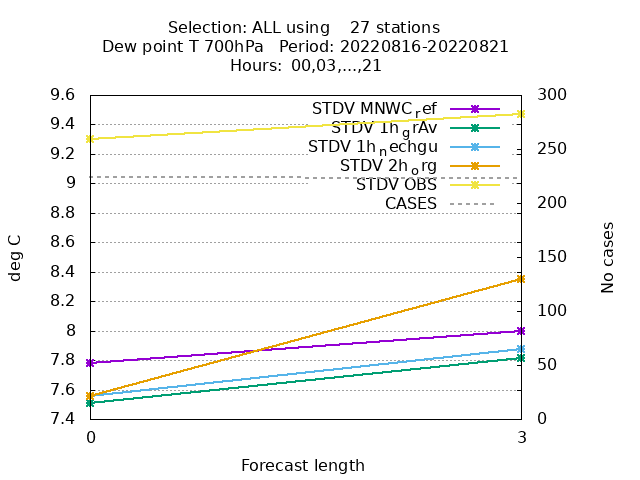 Selection: ALL using 27 stations
Dew point T 700hPa Period: 20220816-20220821
Hours: 00,03,...,21
STDV MNWC_ref
STDV 1h_grAv
STDV 1h_nechgu
STDV 2h_org
STDV OBS
CASES
9.6
9.4
9.2
9
8.8
8.6
8.4
8.2
8
7.8
7.6
7.4
300
250
200
150
100
50
0
deg C
No cases
0 3
Forecast length